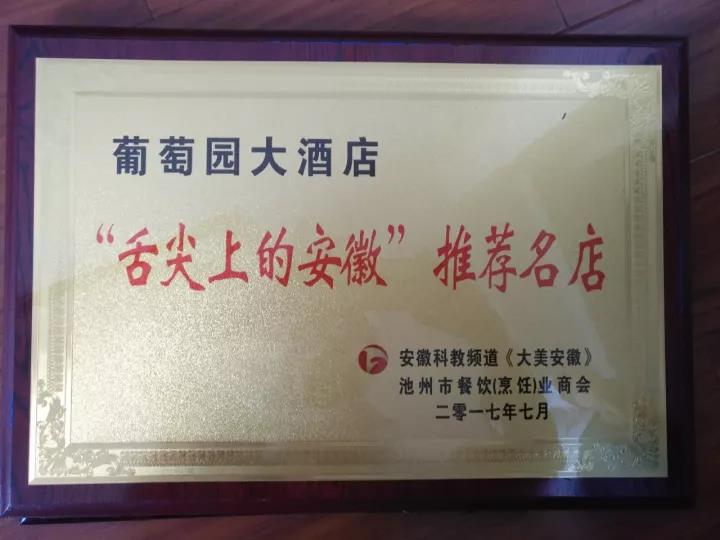 葡萄园大酒店
“舌尖上的安徽”推荐名店
安徽科教频道《大美安徽》
池州市餐饮(烹饪)业商会
二零一七年七月